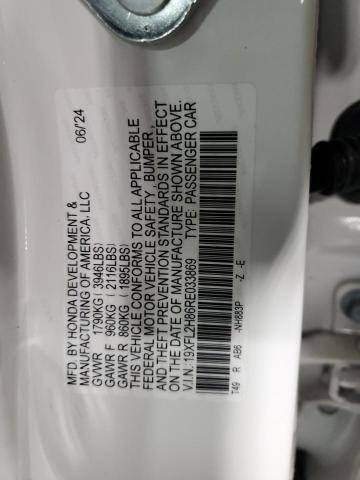 MFD. BY HONDA DEVELOPMENT & 06/'24
MANUFACTURING OF AMERICA, LLC
GVWR 1790KG (3946LBS)
GAWR F 960KG (2116LBS)
GAWR R 860KG (1895LBS)
THIS VEHICLE CONFORMS TO ALL APPLICABLE
FEDERAL MOTOR VEHICLE SAFETY, BUMPER,
AND THEFT PREVENTION STANDARDS IN EFFECT
ON THE DATE OF MANUFACTURE SHOWN ABOVE.
V.I.N.:19XFL2H86RE033869 TYPE: PASSENGER CAR
T49 R AB6 -NH883P -Z -E